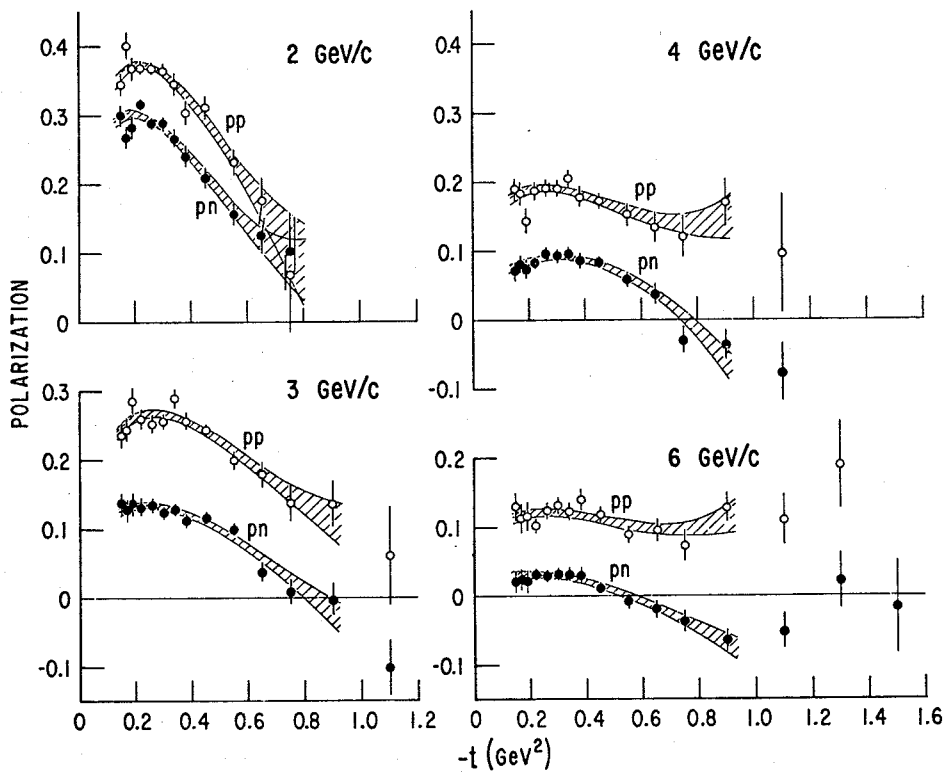 POLARIZATION
2 GeV/c
0.4
0.3
0.2
0.1
0
pp
pn
4 GeV/c
0.4
0.3
0.2
0.1
0
-0.1
pp
pn
3 GeV/c
0.3
0.2
0.1
0
-0.1
pp
pn
0 0.2 0.4 0.6 0.8 1.0 1.2
6 GeV/c
0.2
0.1
0
-0.1
pp
pn
0 0.2 0.4 0.6 0.8 1.0 1.2 1.4 1.6
-t (GeV²)